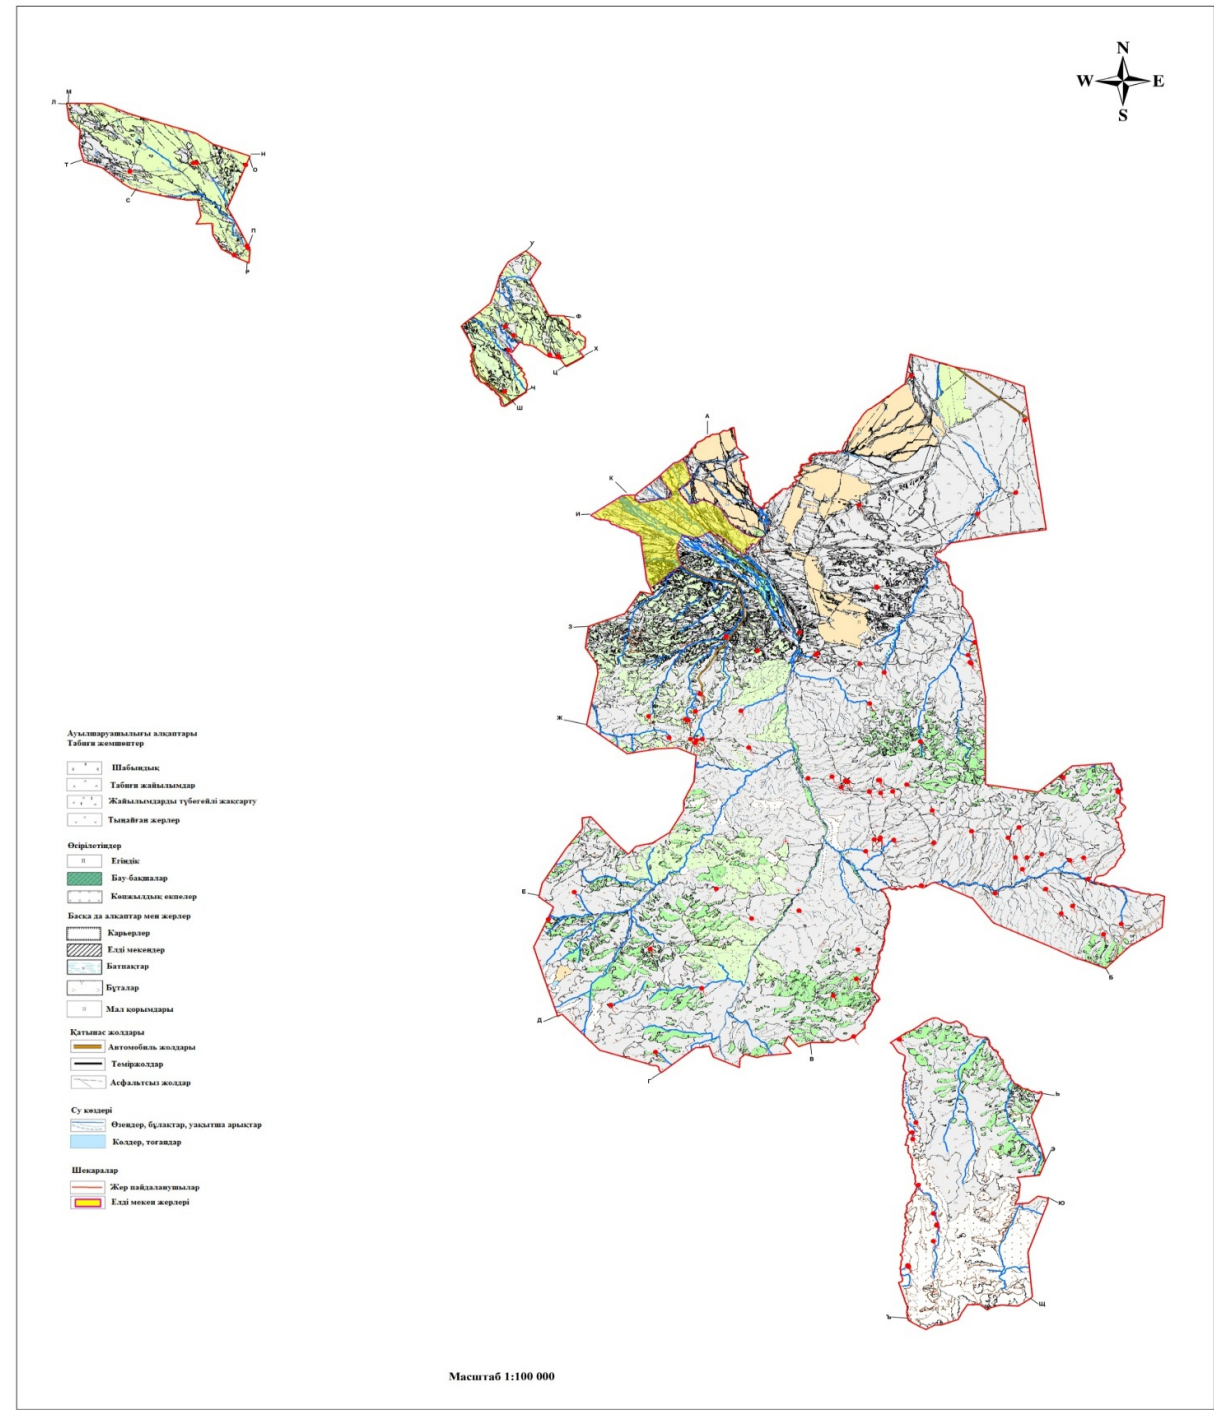 N
W E
S
М
Л
Н
Т
О
С
П
Р
У
Ф
Х
Ц
Ч
Ш
А
К
И
З
Ж
Е
Д
Г
В
Б
Ь
Э
Ю
Щ
Ъ
Ауылшаруашылығы алқаптары
Табиғи жемшөптер
Шабындық
Табиғи жайылымдар
Жайылымдарды түбегейлі жақсарту
Тыңайған жерлер
Өсірілетіндер
Егіндік
Бау-бақшалар
Көпжылдық екпелер
Басқа да алқаптар мен жерлер
Карьерлер
Елді мекендер
Батпақтар
Бұталар
Мал қорымдары
Қатынас жолдары
Автомобиль жолдары
Теміржолдар
Асфальтсыз жолдар
Су көздері
Өзендер, бұлақтар, уақытша арықтар
Көлдер, тоғандар
Шекаралар
Жер пайдаланушылар
Елді мекен жерлері
Масштаб 1:100 000